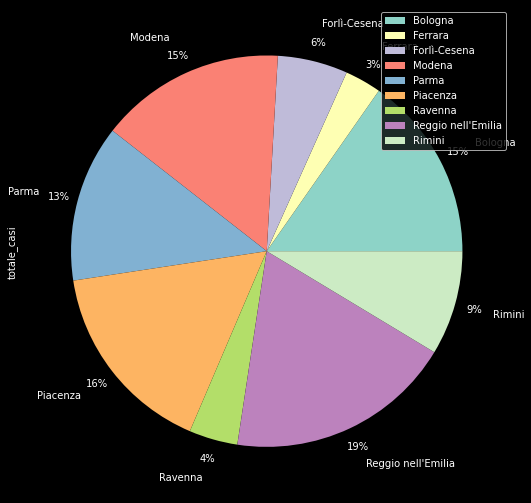 Forlì-Cesena
6%
Modena
15%
3%
Bologna
Ferrara
Forlì-Cesena
Modena
Parma
Piacenza
Ravenna
Reggio nell'Emilia
Rimini
Bologna
15%
Parma
13%
totale_casi
9%
Rimini
Piacenza
16%
19%
Reggio nell'Emilia
4%
Ravenna